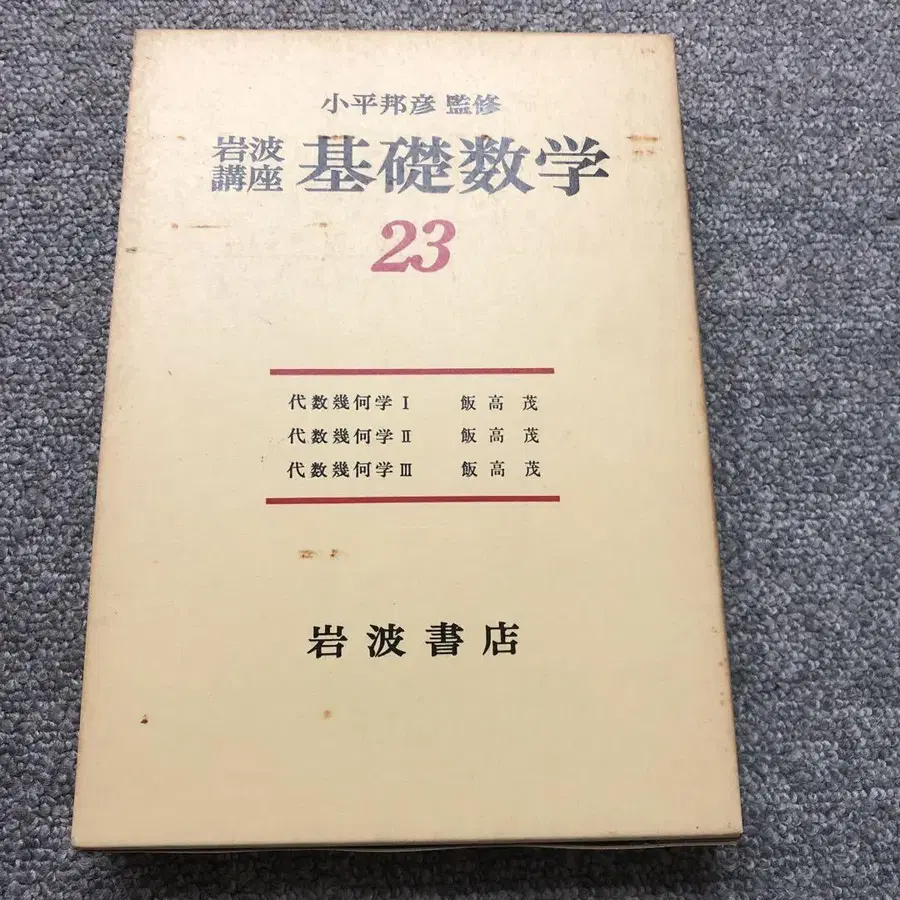 小平邦彦 監修
岩波講座 基礎数学
23
代数幾何学 I 飯高茂
代数幾何学 II 飯高茂
代数幾何学 III 飯高茂
岩波書店